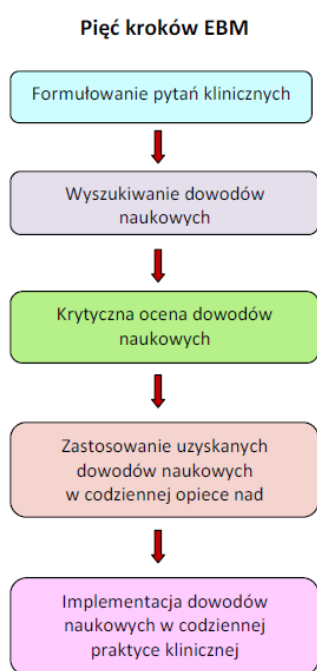 Pięć kroków EBM
Formułowanie pytań klinicznych
Wyszukiwanie dowodów
naukowych
Krytyczna ocena dowodów
naukowych
Zastosowanie uzyskanych
dowodów naukowych
w codziennej opiece nad
Implementacja dowodów
naukowych w codziennej
praktyce klinicznej